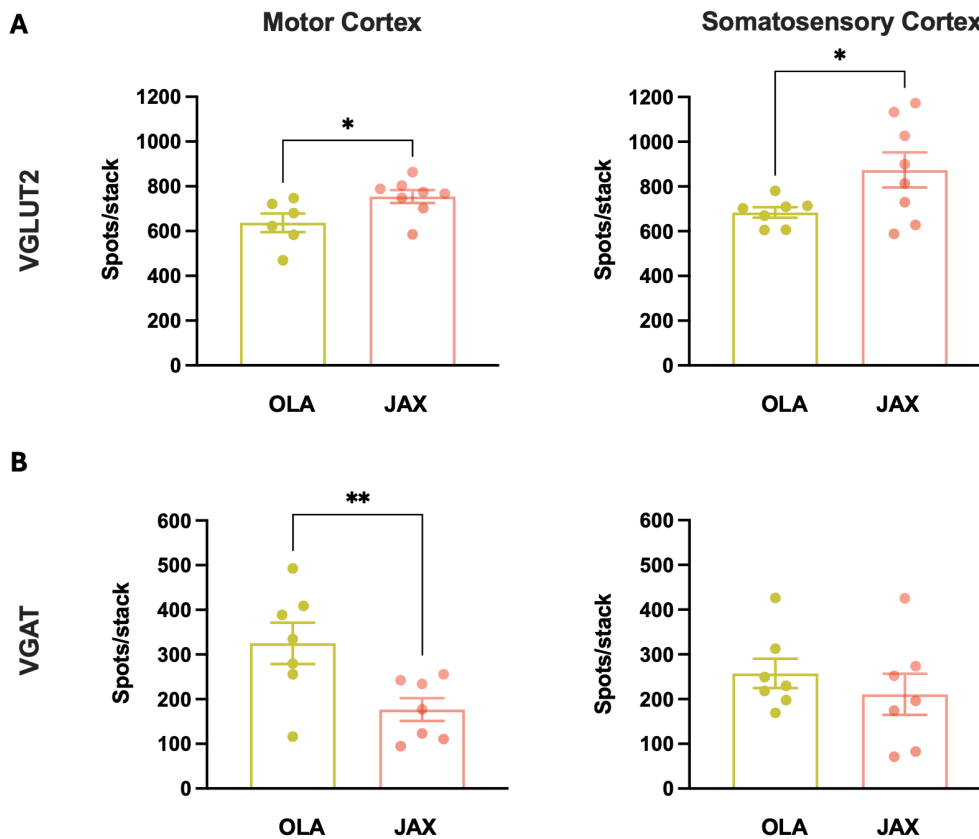 A
Motor Cortex
Somatosensory Cortex
VGLUT2
Spots/stack
1200
1000
800
600
400
200
0
*
OLA
JAX
Spots/stack
1200
1000
800
600
400
200
0
*
OLA
JAX
B
VGAT
Spots/stack
600
500
400
300
200
100
0
**
OLA
JAX
Spots/stack
600
500
400
300
200
100
0
OLA
JAX